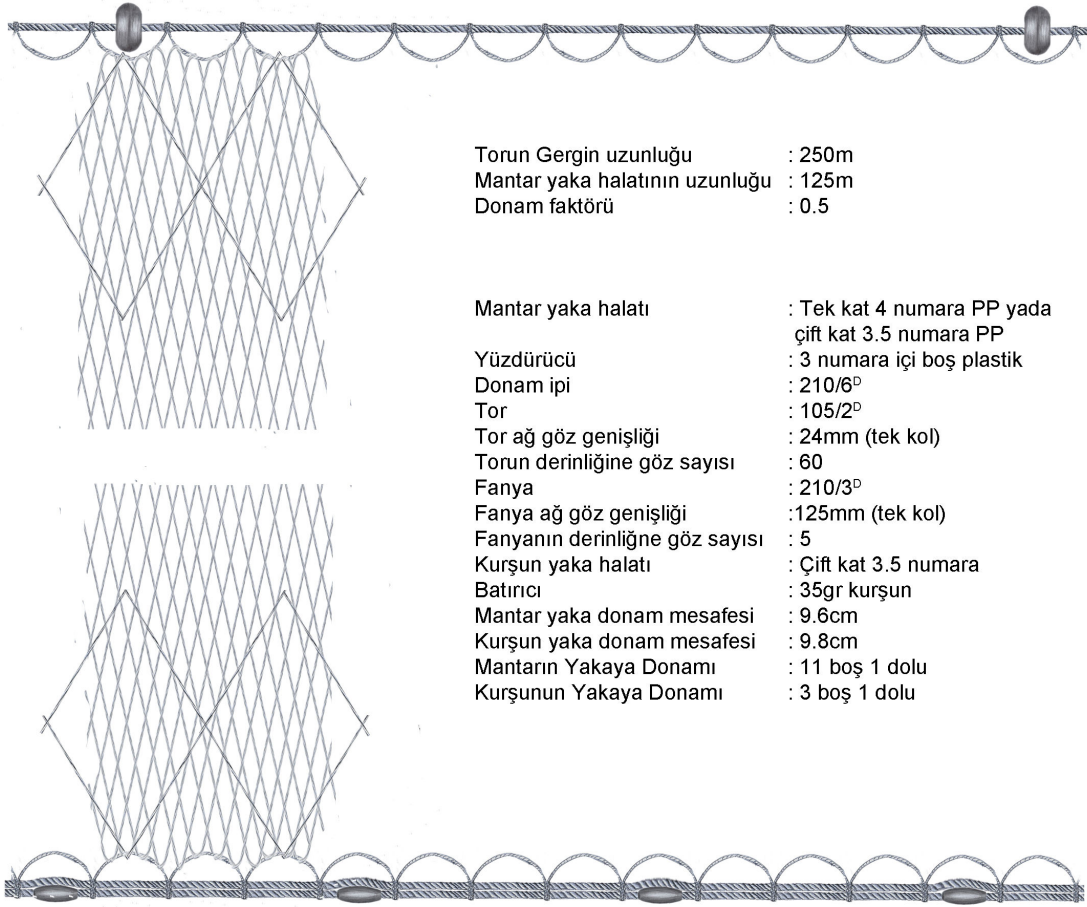 Torun Gergin uzunluğu : 250m
Mantar yaka halatının uzunluğu : 125m
Donam faktörü : 0.5
Mantar yaka halatı : Tek kat 4 numara PP yada
çift kat 3.5 numara PP
Yüzdürücü : 3 numara içi boş plastik
Donam ipi : 210/6ᴰ
Tor : 105/2ᴰ
Tor ağ göz genişliği : 24mm (tek kol)
Torun derinliğine göz sayısı : 60
Fanya : 210/3ᴰ
Fanya ağ göz genişliği :125mm (tek kol)
Fanyanın derinliğne göz sayısı : 5
Kurşun yaka halatı : Çift kat 3.5 numara
Batırıcı : 35gr kurşun
Mantar yaka donam mesafesi : 9.6cm
Kurşun yaka donam mesafesi : 9.8cm
Mantarın Yakaya Donamı : 11 boş 1 dolu
Kurşunun Yakaya Donamı : 3 boş 1 dolu